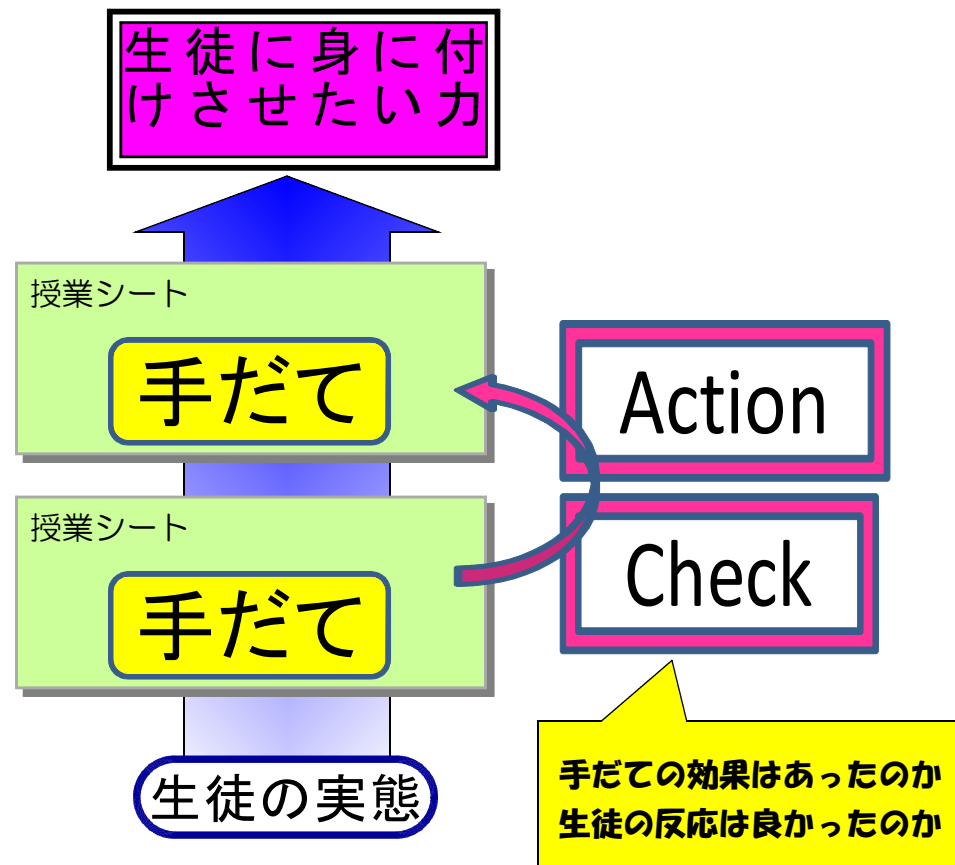 生徒に身に付
けさせたい力
授業シート
手だて
Action
授業シート
手だて
Check
手だての効果はあったのか
生徒の反応は良かったのか
生徒の実態